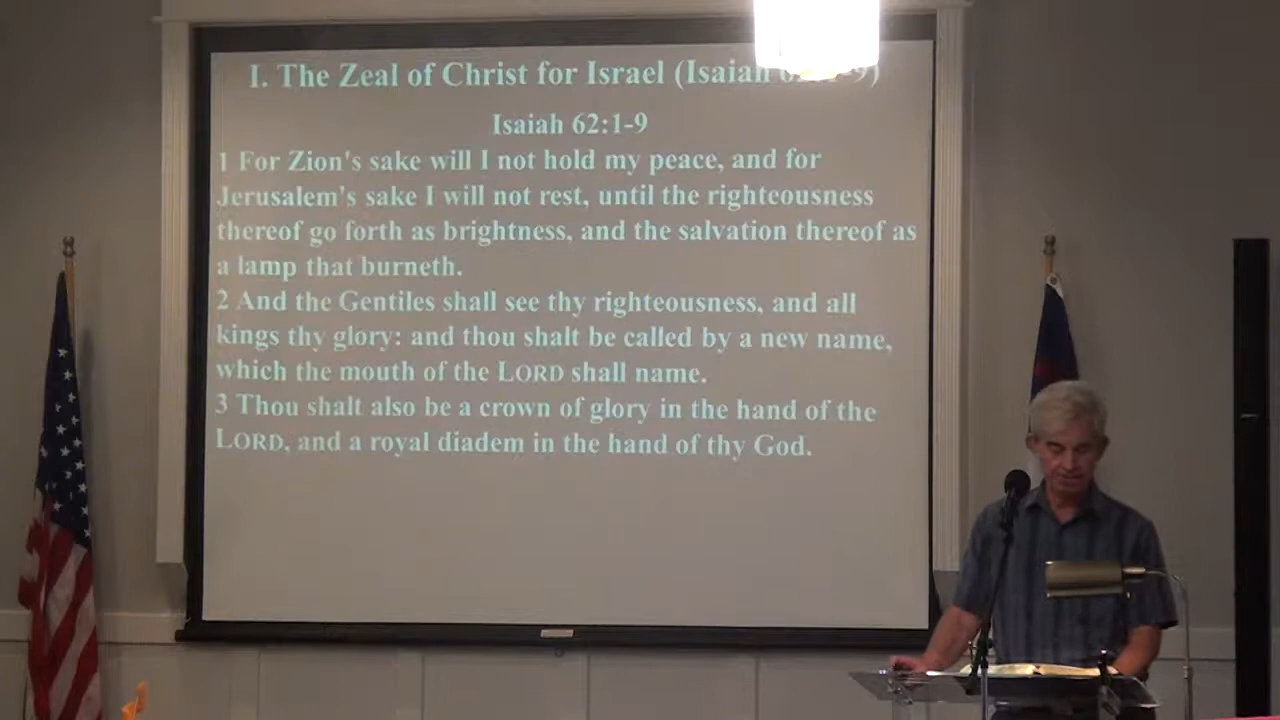 I. The Zeal of Christ for Israel (Isaiah 9)
Isaiah 62:1-9
1 For Zion's sake will I not hold my peace, and for
Jerusalem's sake I will not rest, until the righteousness
thereof go forth as brightness, and the salvation thereof as
a lamp that burneth.
2 And the Gentiles shall see thy righteousness, and all
kings thy glory: and thou shalt be called by a new name,
which the mouth of the LORD shall name.
3 Thou shalt also be a crown of glory in the hand of the
LORD, and a royal diadem in the hand of thy God.